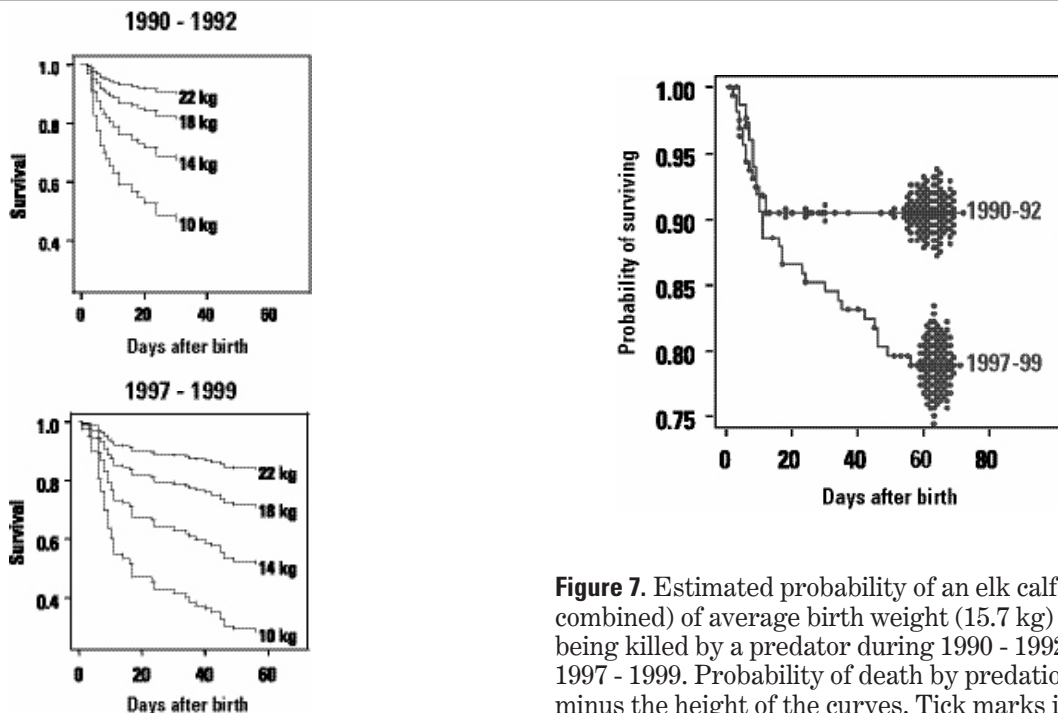 1990 - 1992
1.0
0.8
0.6
0.4
Survival
22 kg
18 kg
14 kg
10 kg
0 20 40 60
Days after birth
1997 - 1999
1.0
0.8
0.6
0.4
Survival
22 kg
18 kg
14 kg
10 kg
0 20 40 60
Days after birth
1.00
0.95
0.90
0.85
0.80
0.75
Probability of surviving
1990-92
1997-99
0 20 40 60 80
Days after birth
Figure 7. Estimated probability of an elk calf
combined) of average birth weight (15.7 kg)
being killed by a predator during 1990 - 1992
1997 - 1999. Probability of death by predatio
minus the height of the curves. Tick marks i